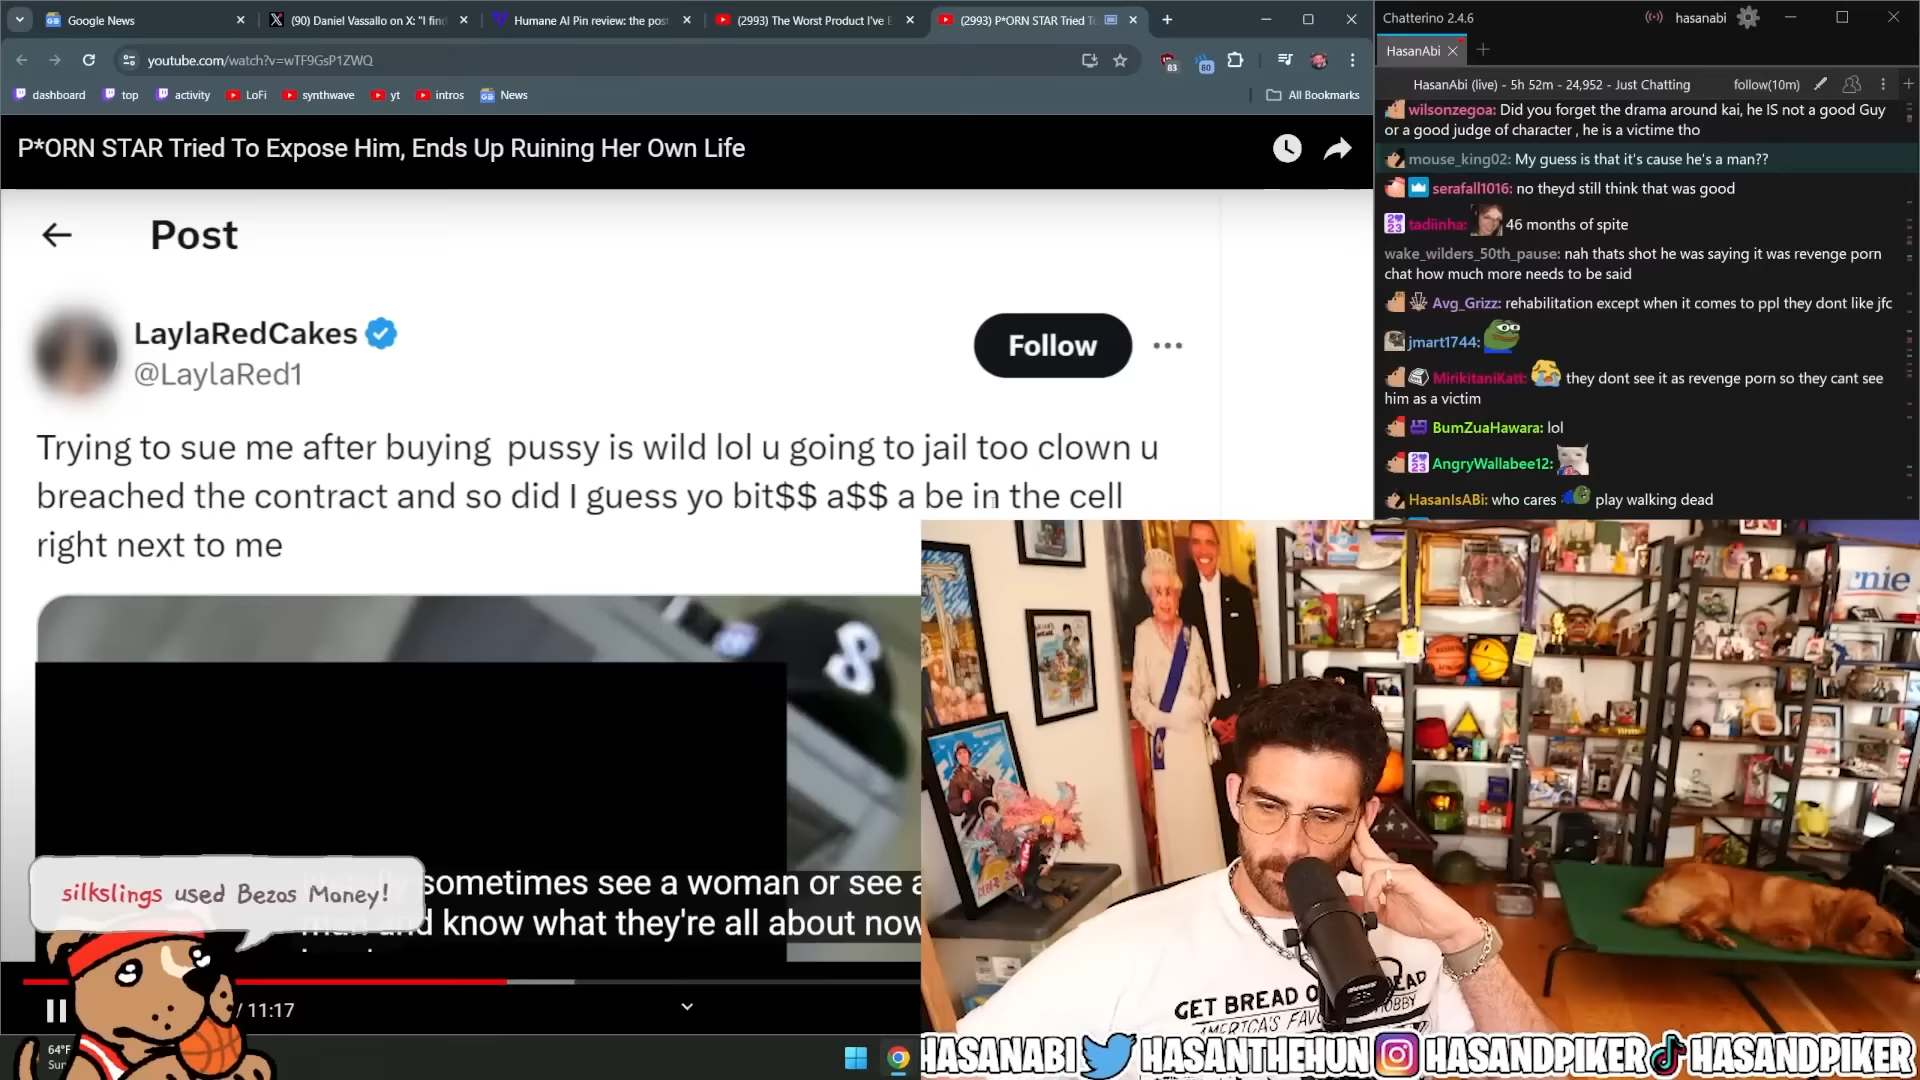 Google News
(90) Daniel Vassallo on X: "I find
Humane AI Pin review: the post
(2993) The Worst Product I've E
(2993) P*ORN STAR Tried To
youtube.com/watch?v=wTF9GsP1ZWQ
83
80
dashboard
top
activity
LoFi
synthwave
yt
intros
News
All Bookmarks
P*ORN STAR Tried To Expose Him, Ends Up Ruining Her Own Life
Post
LaylaRedCakes
@LaylaRed1
Follow
Trying to sue me after buying pussy is wild lol u going to jail too clown u
breached the contract and so did I guess yo bit$$ a$$ a be in the cell
right next to me
sometimes see a woman or see a
and know what they're all about now
silkslings used Bezos Money!
/ 11:17
64°F
Chatterino 2.4.6
hasanabi
HasanAbi
HasanAbi (live) - 5h 52m - 24,952 - Just Chatting
follow(10m)
wilsonzegoa: Did you forget the drama around kai, he IS not a good Guy
or a good judge of character , he is a victime tho
mouse_king02: My guess is that it's cause he's a man??
serafall1016: no theyd still think that was good
tadiinha: 46 months of spite
wake_wilders_50th_pause: nah thats shot he was saying it was revenge porn
chat how much more needs to be said
Avg_Grizz: rehabilitation except when it comes to ppl they dont like jfc
jmart1744:
MirikitaniKatt: they dont see it as revenge porn so they cant see
him as a victim
BumZuaHawara: lol
AngryWallabee12:
HasanIsABi: who cares play walking dead
rnie
GET BREAD
EAD
AMERICA'S FAV
HOBBY
HASANABI
HASANTHEHUN
HASANDPIKER
HASANDPIKER